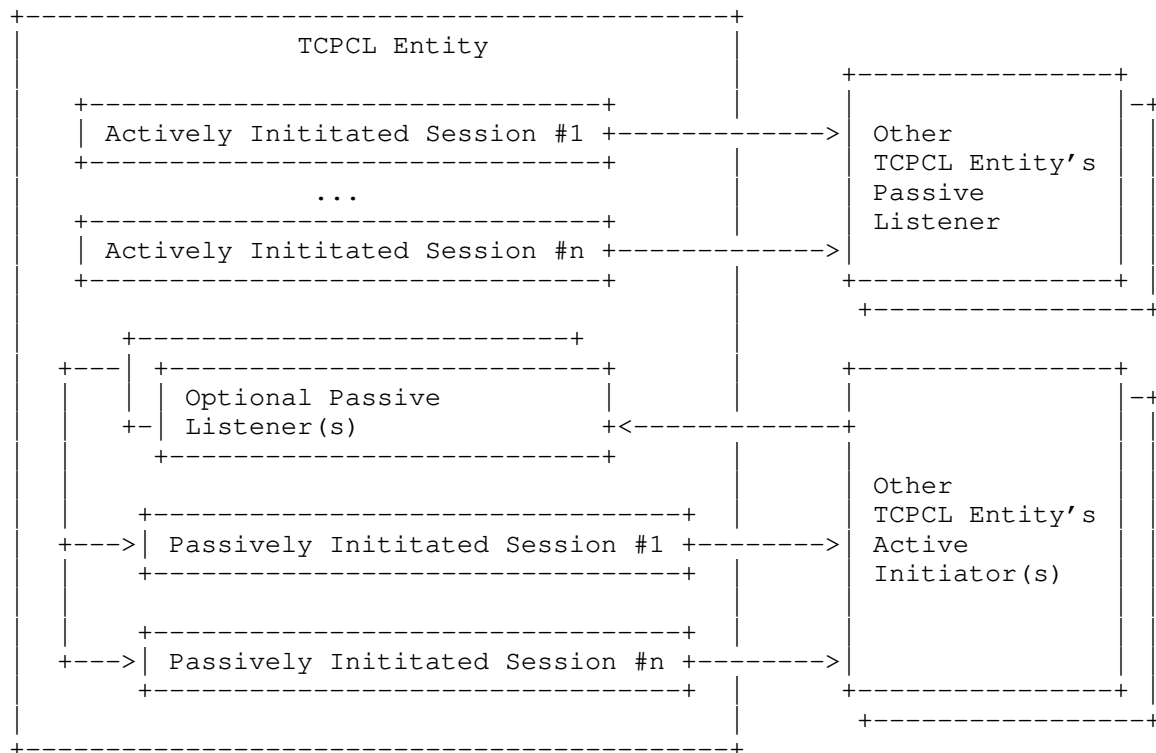 TCPCL Entity
Actively Inititated Session #1
Other
TCPCL Entity's
Passive
Listener
...
Actively Inititated Session #n
Optional Passive
Listener(s)
Other
TCPCL Entity's
Active
Initiator(s)
Passively Inititated Session #1
Passively Inititated Session #n